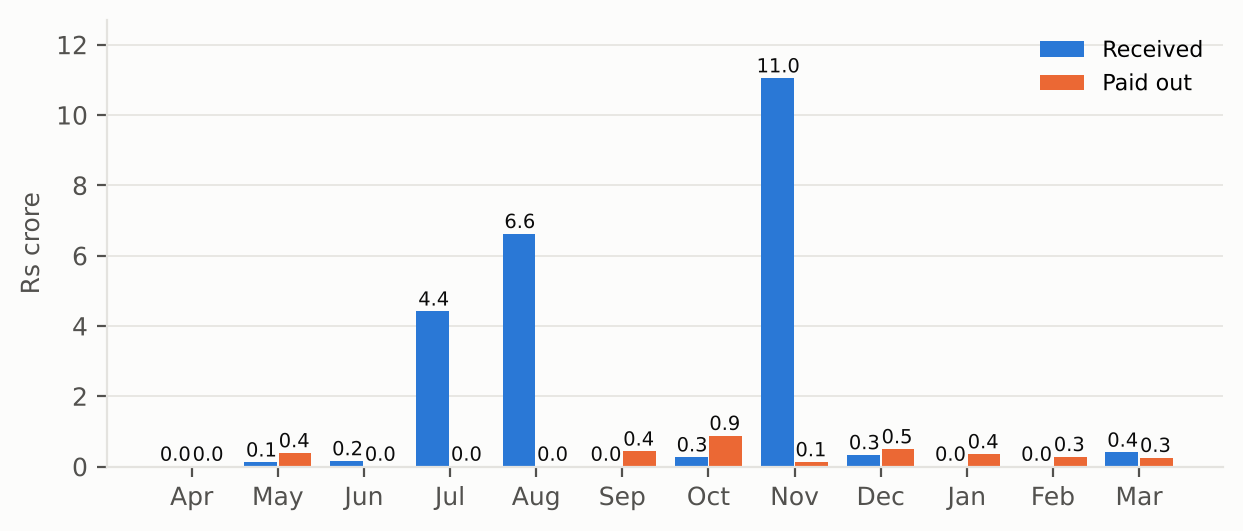 Rs crore
12
10
8
6
4
2
0
Received
Paid out
0.0 0.0 0.1 0.4 0.2 0.0 4.4 0.0 6.6 0.0 0.0 0.4 0.3 0.9 11.0 0.1 0.3 0.5 0.0 0.4 0.0 0.3 0.4 0.3
Apr May Jun Jul Aug Sep Oct Nov Dec Jan Feb Mar